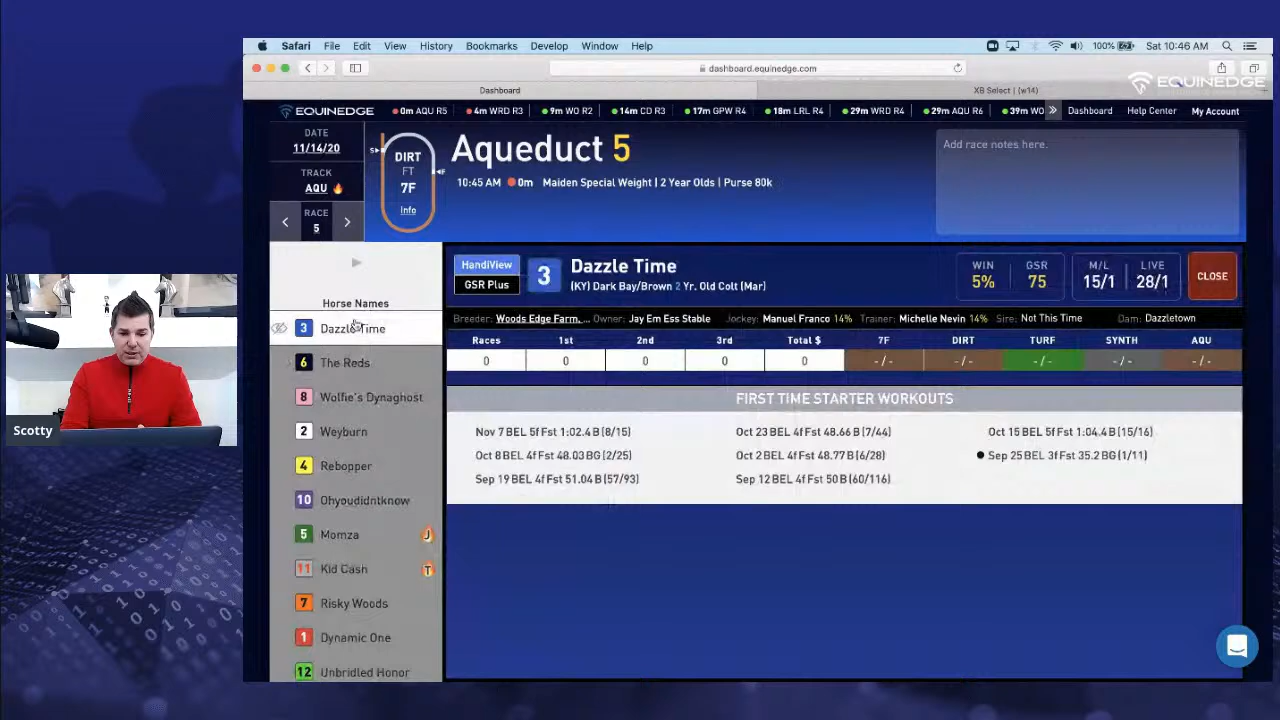 Safari File Edit View History Bookmarks Develop Window Help 100% Sat 10:46 AM
dashboard.equinedge.com
Dashboard XB Select | (w14)
EQUINEDGE
EQUINEDGE 0m AQU R5 4m WRD R3 9m WO R2 14m CD R3 17m GPW R4 18m LRL R4 29m WRD R4 29m AQU R6 39m WO Dashboard Help Center My Account
DATE
11/14/20
TRACK
AQU
RACE
5
S
DIRT
FT
7F
Info
F
Aqueduct 5
10:45 AM 0m Maiden Special Weight | 2 Year Olds | Purse 80k
Add race notes here.
HandiView
GSR Plus
3
Dazzle Time
(KY) Dark Bay/Brown 2 Yr. Old Colt (Mar)
WIN
5%
GSR
75
M/L
15/1
LIVE
28/1
CLOSE
Breeder: Woods Edge Farm, ... Owner: Jay Em Ess Stable Jockey: Manuel Franco 14% Trainer: Michelle Nevin 14% Sire: Not This Time Dam: Dazzletown
Races 1st 2nd 3rd Total $ 7F DIRT TURF SYNTH AQU
0 0 0 0 0 - / - - / - - / - - / - - / -
FIRST TIME STARTER WORKOUTS
Nov 7 BEL 5f Fst 1:02.4 B (8/15) Oct 23 BEL 4f Fst 48.66 B (7/44) Oct 15 BEL 5f Fst 1:04.4 B (15/16)
Oct 8 BEL 4f Fst 48.03 BG (2/25) Oct 2 BEL 4f Fst 48.77 B (6/28) Sep 25 BEL 3f Fst 35.2 BG (1/11)
Sep 19 BEL 4f Fst 51.04 B (57/93) Sep 12 BEL 4f Fst 50 B (60/116)
Horse Names
3 Dazzle Time
6 The Reds
8 Wolfie's Dynaghost
2 Weyburn
4 Rebopper
10 Ohyoudidntknow
5 Momza J
11 Kid Cash T
7 Risky Woods
1 Dynamic One
12 Unbridled Honor
Scotty